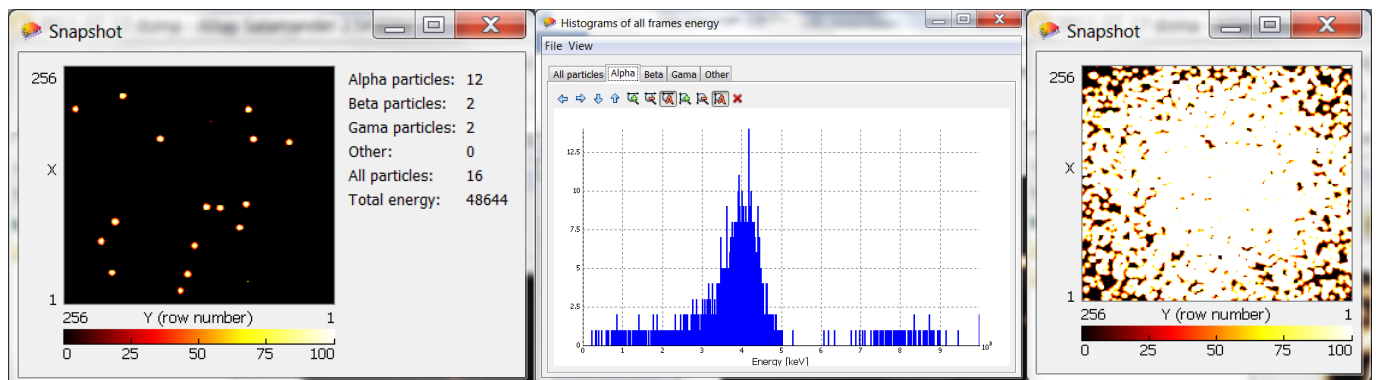 Snapshot
256
X
1
256 Y (row number) 1
0 25 50 75 100
Alpha particles: 12
Beta particles: 2
Gama particles: 2
Other: 0
All particles: 16
Total energy: 48644
Histograms of all frames energy
File View
All particles Alpha Beta Gama Other
12.5
10
7.5
5
2.5
0
0 1 2 3 4 5 6 7 8 9
10³
Energy [keV]
Snapshot
256
X
1
256 Y (row number) 1
0 25 50 75 100